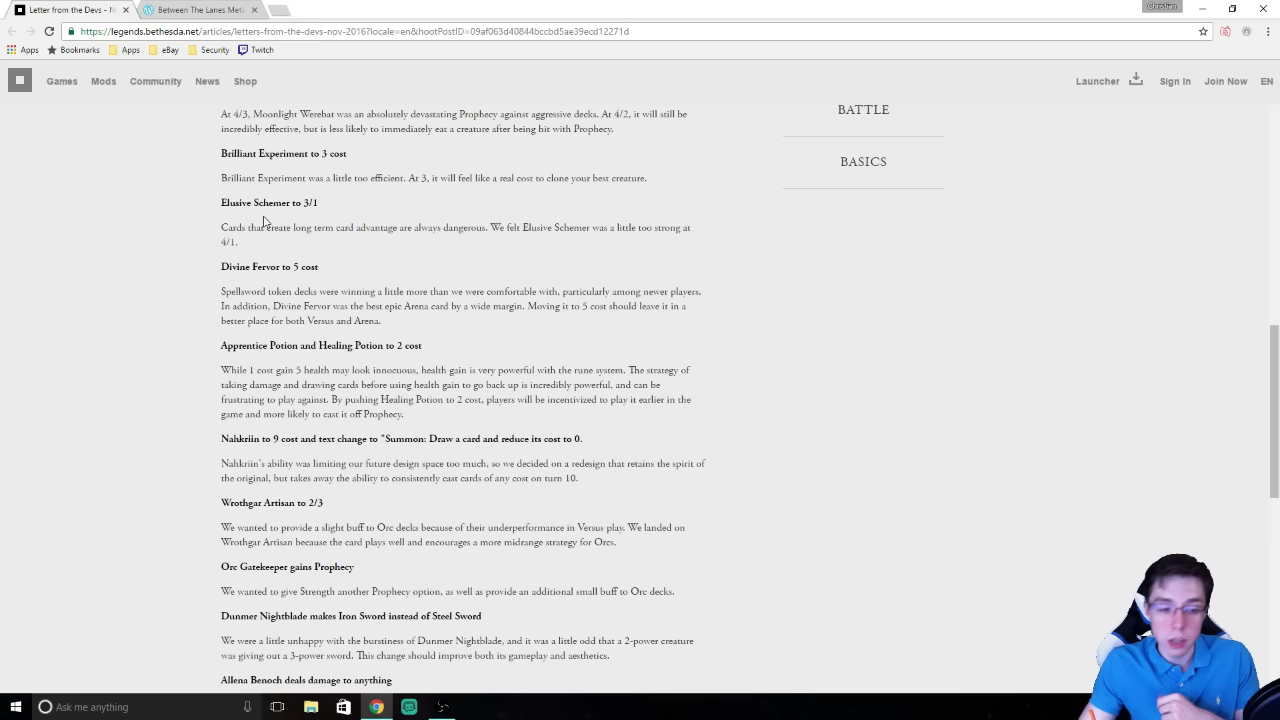 Letter from the Devs - N
Between The Lanes Meta
Christian
https://legends.bethesda.net/articles/letters-from-the-devs-nov-2016?locale=en&hootPostID=09af063d40844bccbd5ae39ecd12271d
Apps
Bookmarks
Apps
eBay
Security
Twitch
Games
Mods
Community
News
Shop
Launcher
Sign In
Join Now
EN
At 4/3, Moonlight Werebat was an absolutely devastating Prophecy against aggressive decks. At 4/2, it will still be
incredibly effective, but is less likely to immediately eat a creature after being hit with Prophecy.
Brilliant Experiment to 3 cost
Brilliant Experiment was a little too efficient. At 3, it will feel like a real cost to clone your best creature.
Elusive Schemer to 3/1
Cards that create long term card advantage are always dangerous. We felt Elusive Schemer was a little too strong at
4/1.
Divine Fervor to 5 cost
Spellsword token decks were winning a little more than we were comfortable with, particularly among newer players.
In addition, Divine Fervor was the best epic Arena card by a wide margin. Moving it to 5 cost should leave it in a
better place for both Versus and Arena.
Apprentice Potion and Healing Potion to 2 cost
While 1 cost gain 5 health may look innocuous, health gain is very powerful with the rune system. The strategy of
taking damage and drawing cards before using health gain to go back up is incredibly powerful, and can be
frustrating to play against. By pushing Healing Potion to 2 cost, players will be incentivized to play it earlier in the
game and more likely to cast it off Prophecy.
Nahkriin to 9 cost and text change to "Summon: Draw a card and reduce its cost to 0.
Nahkriin's ability was limiting our future design space too much, so we decided on a redesign that retains the spirit of
the original, but takes away the ability to consistently cast cards of any cost on turn 10.
Wrothgar Artisan to 2/3
We wanted to provide a slight buff to Orc decks because of their underperformance in Versus play. We landed on
Wrothgar Artisan because the card plays well and encourages a more midrange strategy for Orcs.
Orc Gatekeeper gains Prophecy
We wanted to give Strength another Prophecy option, as well as provide an additional small buff to Orc decks.
Dunmer Nightblade makes Iron Sword instead of Steel Sword
We were a little unhappy with the burstiness of Dunmer Nightblade, and it was a little odd that a 2-power creature
was giving out a 3-power sword. This change should improve both its gameplay and aesthetics.
Allena Benoch deals damage to anything
BATTLE
BASICS
Ask me anything